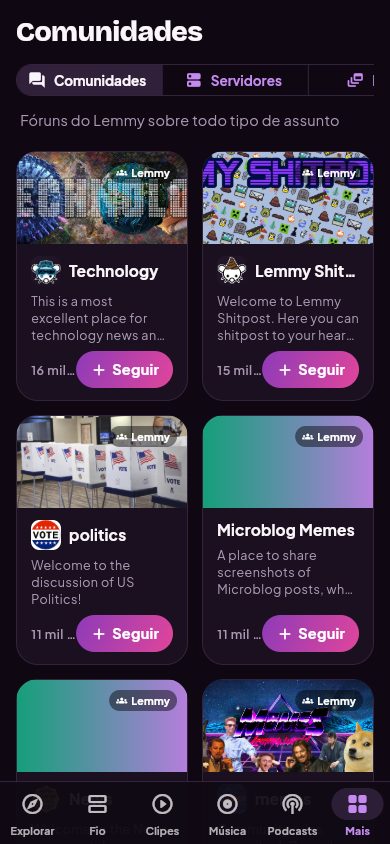 Comunidades
Comunidades
Servidores
Fóruns do Lemmy sobre todo tipo de assunto
Lemmy
Technology
This is a most
excellent place for
technology news an…
16 mil…
Seguir
Lemmy
Lemmy Shit…
Welcome to Lemmy
Shitpost. Here you can
shitpost to your hear…
15 mil…
Seguir
Lemmy
VOTE
politics
Welcome to the
discussion of US
Politics!
11 mil …
Seguir
Lemmy
Microblog Memes
A place to share
screenshots of
Microblog posts, wh…
11 mil …
Seguir
Lemmy
Lemmy
MEMES
Explorar
Fio
Clipes
Música
Podcasts
Mais